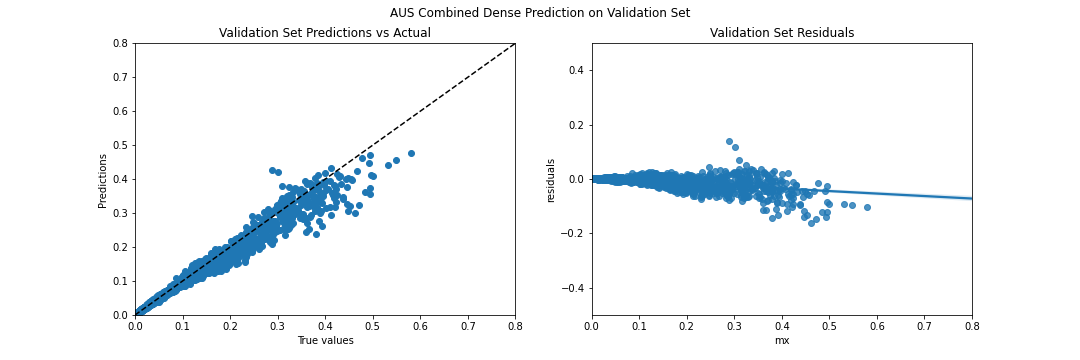 AUS Combined Dense Prediction on Validation Set
Validation Set Predictions vs Actual
0.8
0.7
0.6
0.5
0.4
0.3
0.2
0.1
0.0
Predictions
0.0 0.1 0.2 0.3 0.4 0.5 0.6 0.7 0.8
True values
Validation Set Residuals
0.4
0.2
0.0
−0.2
−0.4
residuals
0.0 0.1 0.2 0.3 0.4 0.5 0.6 0.7 0.8
mx